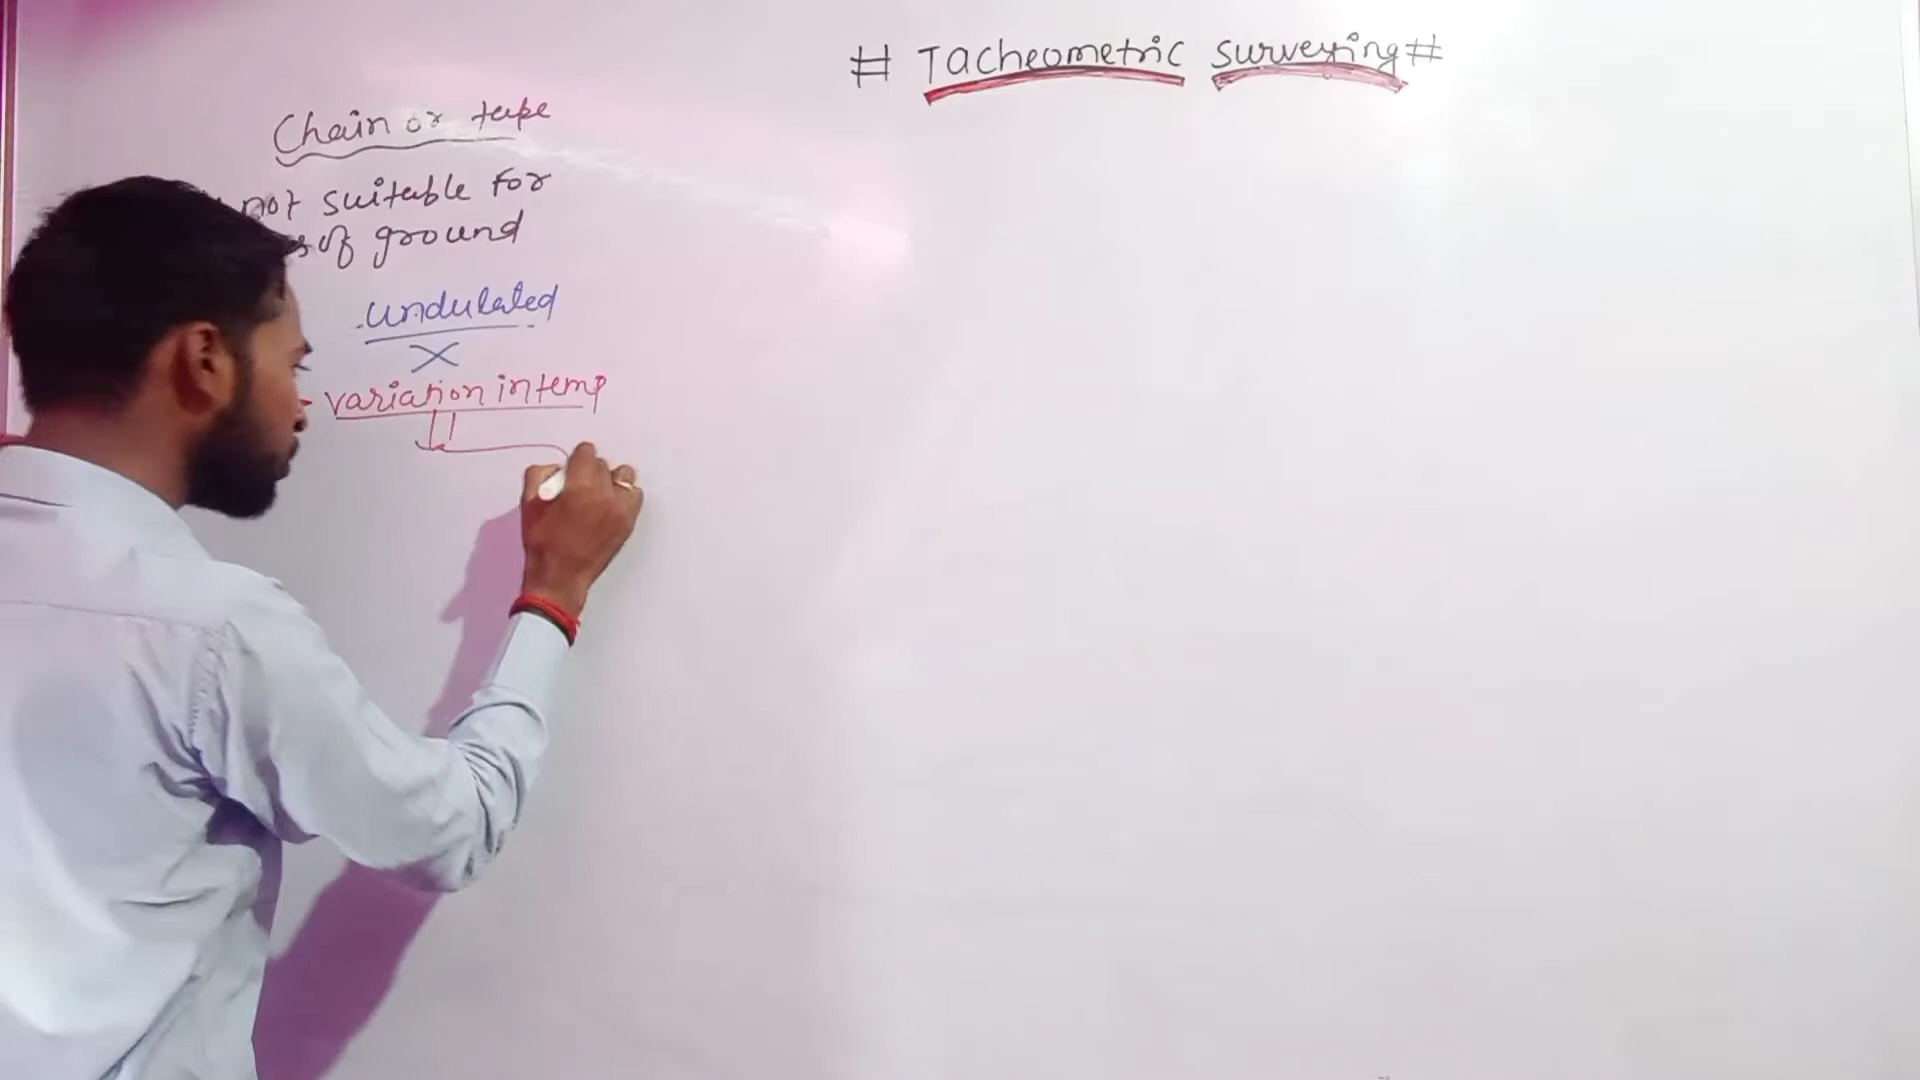 # Tacheometric surveying #
Chain or tape
not suitable for
of ground
undulated
X
variation in temp